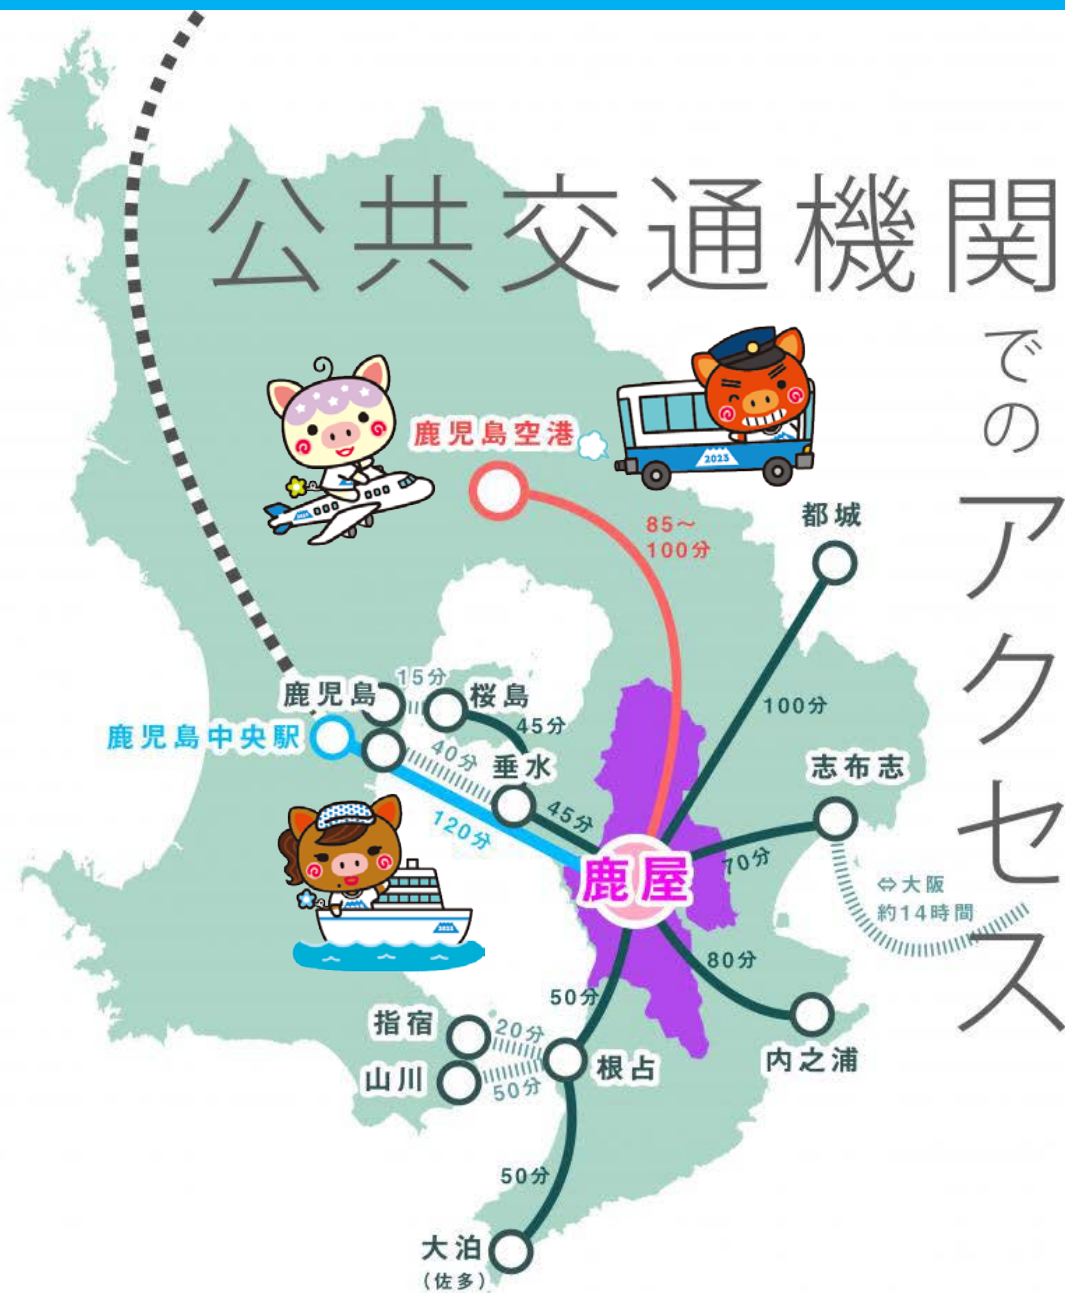 公共交通機関
でのアクセス
鹿児島空港
2023
85～
100分
都城
100分
鹿児島
15分
桜島
45分
鹿児島中央駅
40分
垂水
45分
120分
志布志
70分
鹿屋
⇔大阪
約14時間
80分
50分
指宿
20分
根占
内之浦
山川
50分
50分
大泊
(佐多)